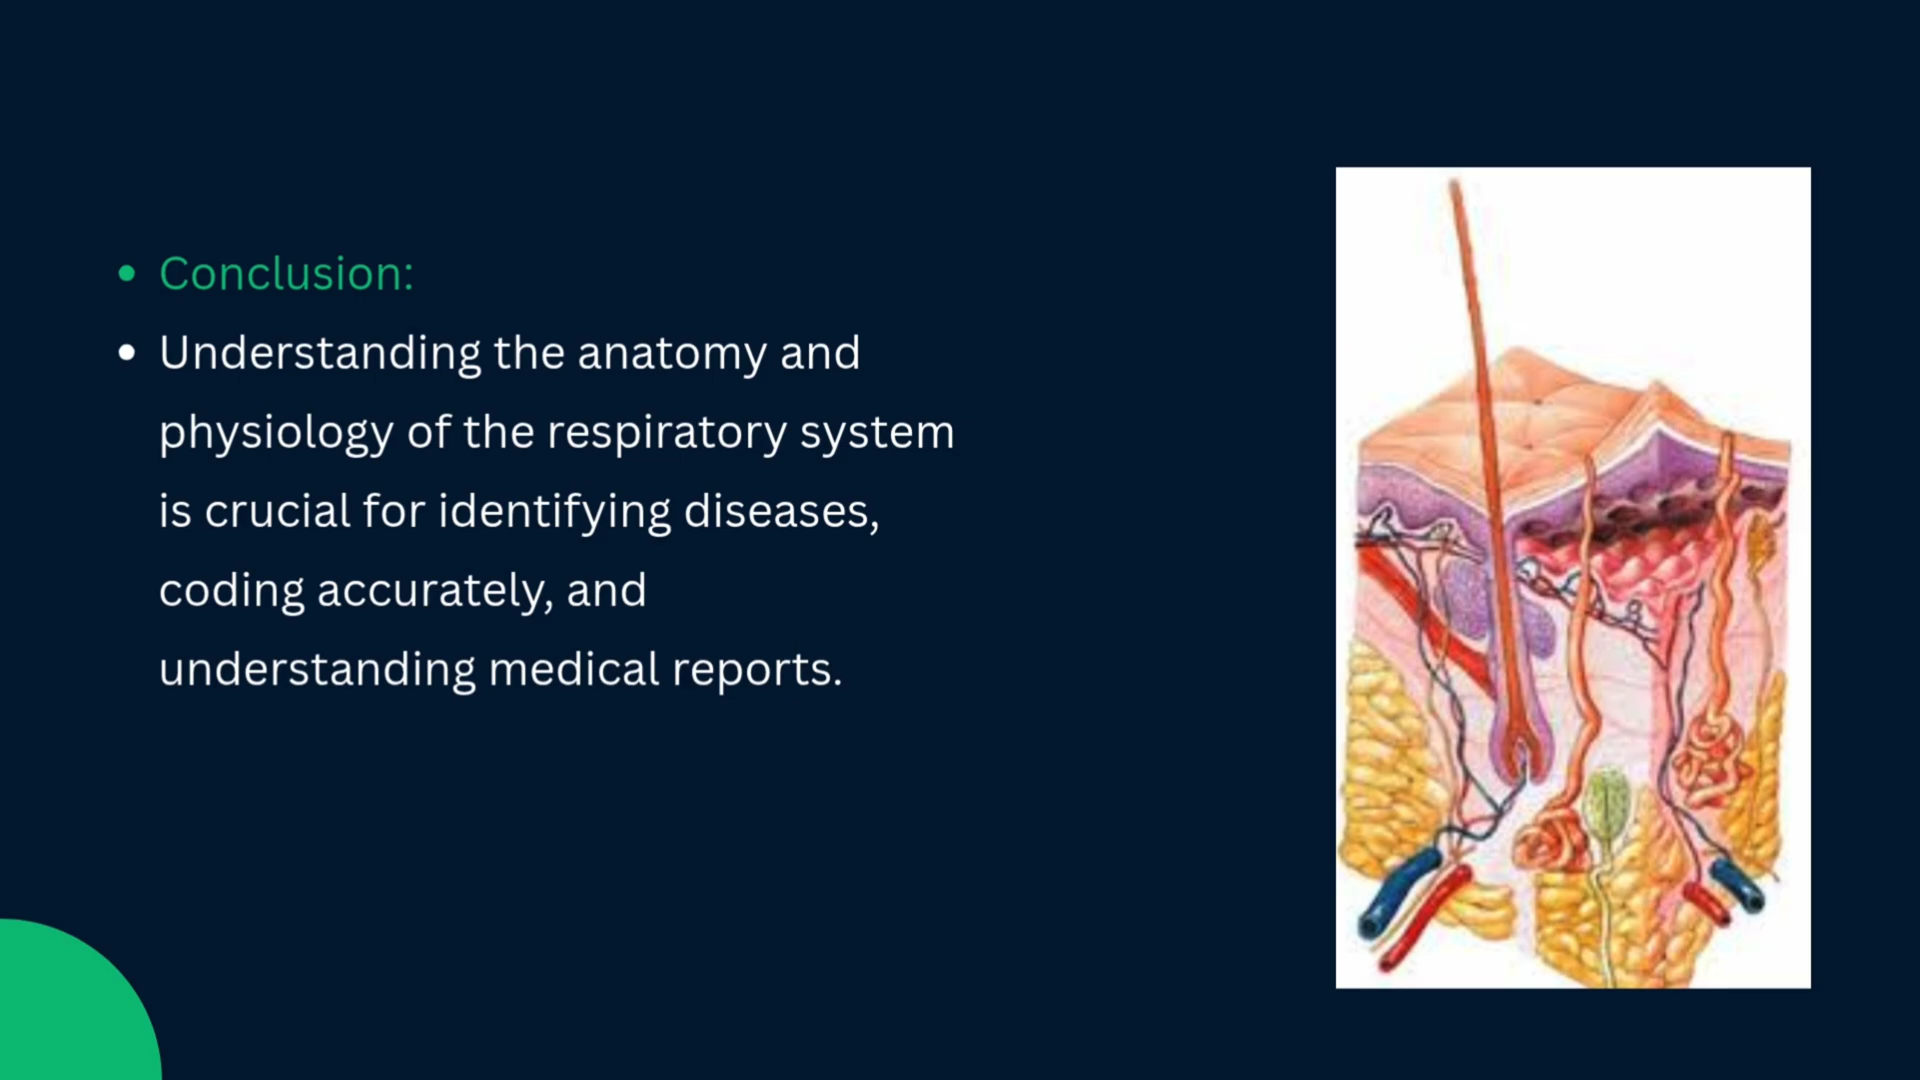 • Conclusion:
• Understanding the anatomy and
physiology of the respiratory system
is crucial for identifying diseases,
coding accurately, and
understanding medical reports.